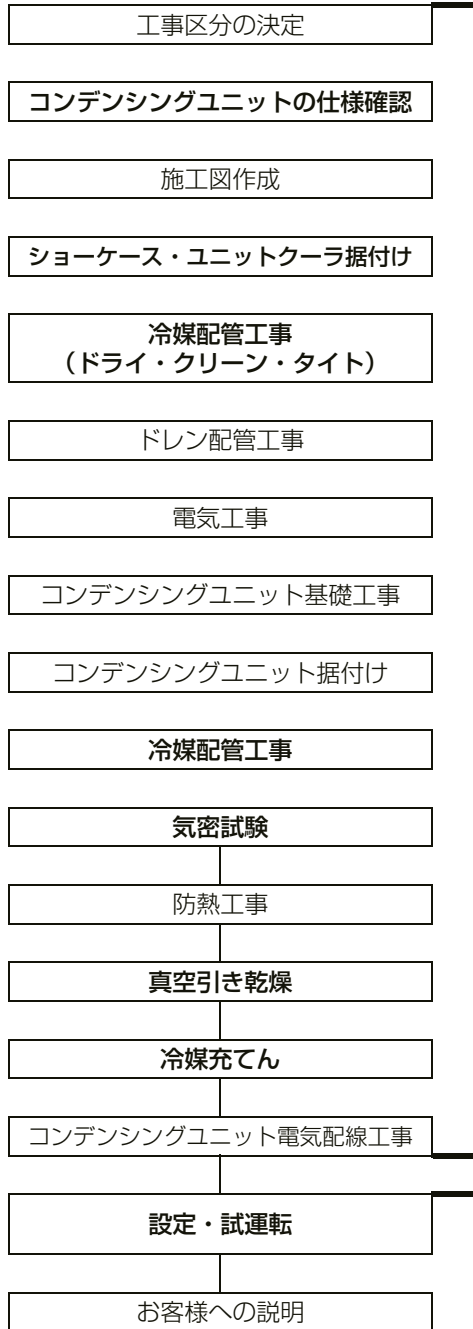 工事区分の決定
コンデンシングユニットの仕様確認
施工図作成
ショーケース・ユニットクーラ据付け
冷媒配管工事
（ドライ・クリーン・タイト）
ドレン配管工事
電気工事
コンデンシングユニット基礎工事
コンデンシングユニット据付け
冷媒配管工事
気密試験
防熱工事
真空引き乾燥
冷媒充てん
コンデンシングユニット電気配線工事
設定・試運転
お客様への説明